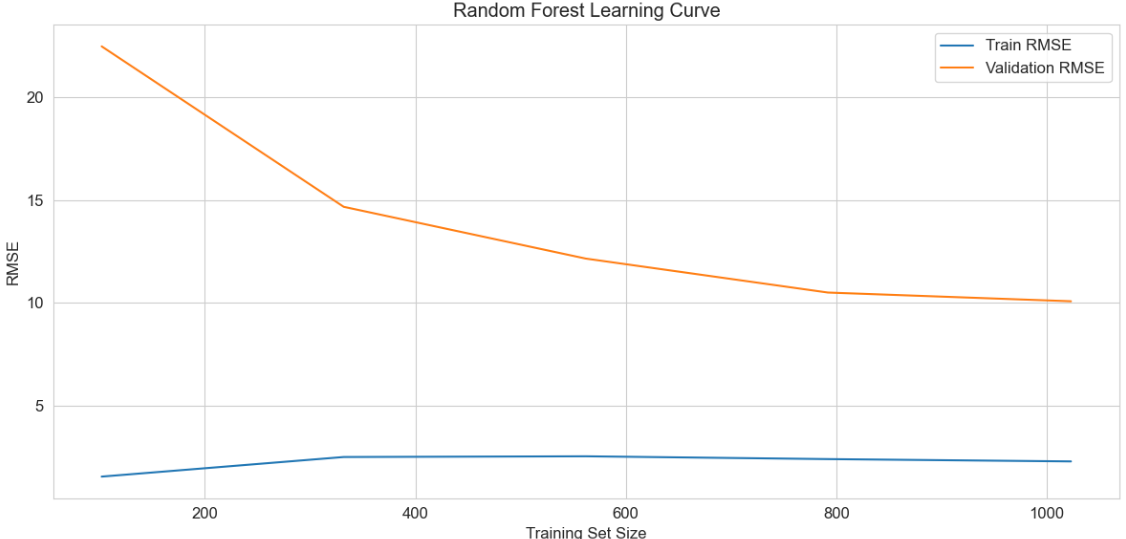 Random Forest Learning Curve
Train RMSE
Validation RMSE
20
15
10
5
RMSE
200
400
600
800
1000
Training Set Size